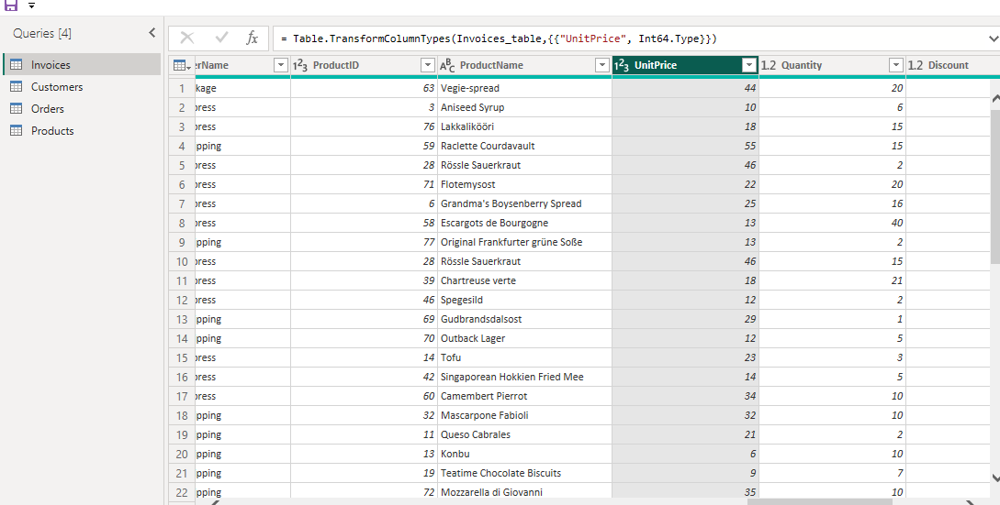 Queries [4]
fx
= Table.TransformColumnTypes(Invoices_table,{{"UnitPrice", Int64.Type}})
Invoices
Customers
Orders
Products
erName 1²3 ProductID ABC ProductName 1²3 UnitPrice 1.2 Quantity 1.2 Discount
1 kage 63 Vegie-spread 44 20
2 press 3 Aniseed Syrup 10 6
3 press 76 Lakkalikööri 18 15
4 pping 59 Raclette Courdavault 55 15
5 press 28 Rössle Sauerkraut 46 2
6 press 71 Flotemysost 22 20
7 press 6 Grandma's Boysenberry Spread 25 16
8 press 58 Escargots de Bourgogne 13 40
9 pping 77 Original Frankfurter grüne Soße 13 2
10 press 28 Rössle Sauerkraut 46 15
11 press 39 Chartreuse verte 18 21
12 press 46 Spegesild 12 2
13 pping 69 Gudbrandsdalsost 29 1
14 pping 70 Outback Lager 12 5
15 press 14 Tofu 23 3
16 press 42 Singaporean Hokkien Fried Mee 14 5
17 press 60 Camembert Pierrot 34 10
18 pping 32 Mascarpone Fabioli 32 10
19 pping 11 Queso Cabrales 21 2
20 pping 13 Konbu 6 10
21 pping 19 Teatime Chocolate Biscuits 9 7
22 pping 72 Mozzarella di Giovanni 35 10